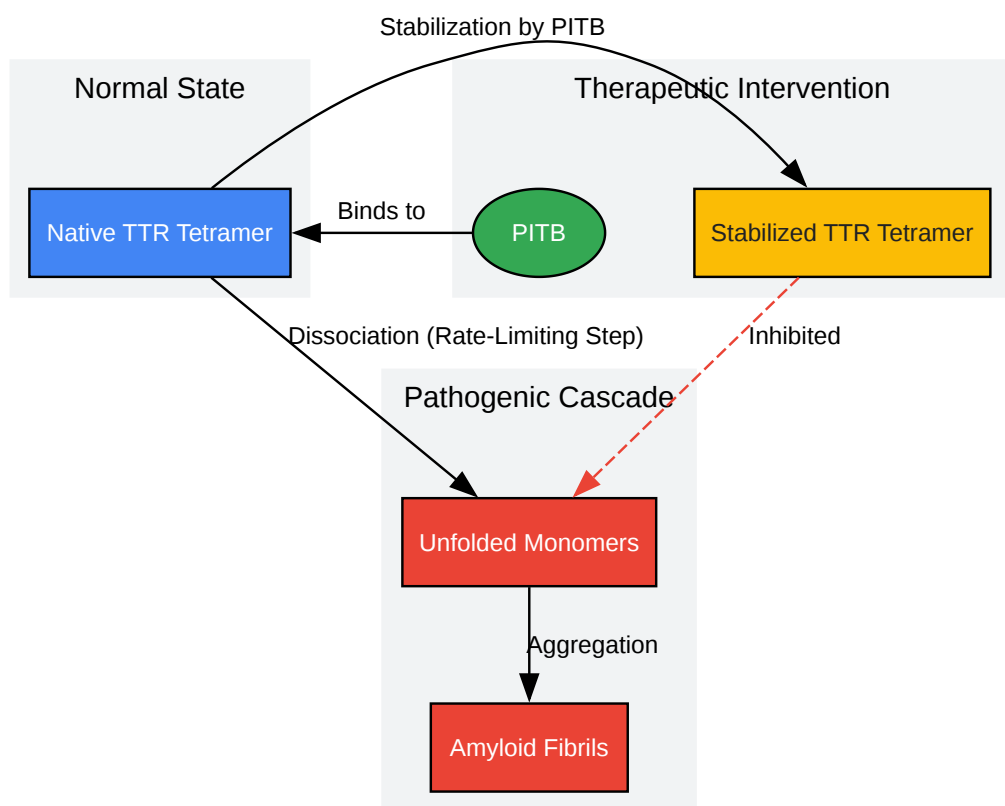 Stabilization by PITB
Normal State
Therapeutic Intervention
Native TTR Tetramer
Binds to
PITB
Stabilized TTR Tetramer
Dissociation (Rate-Limiting Step)
Inhibited
Pathogenic Cascade
Unfolded Monomers
Aggregation
Amyloid Fibrils